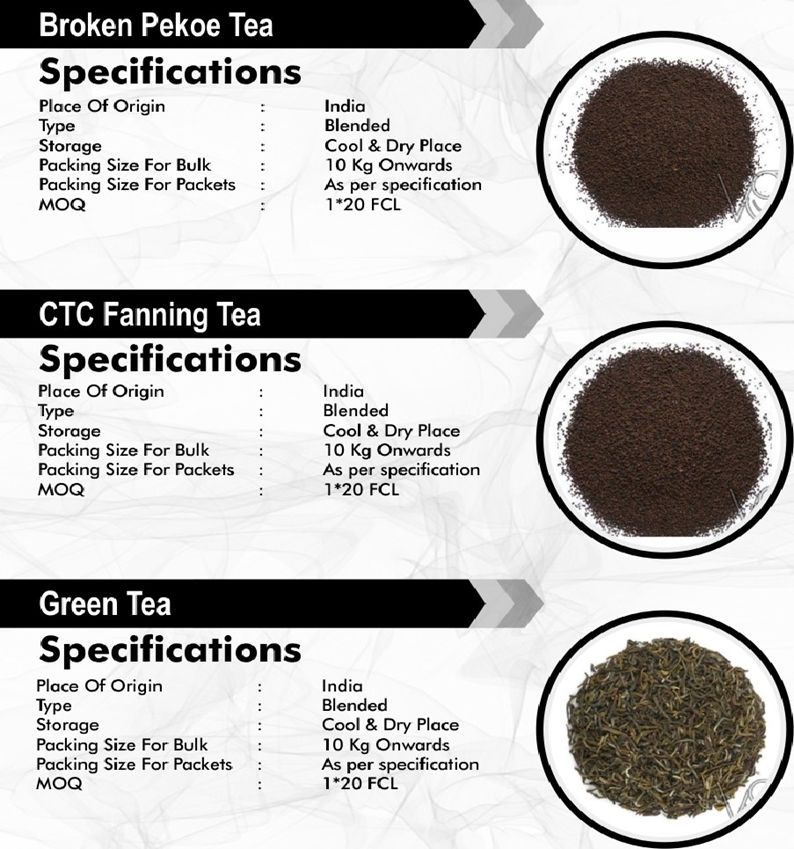 Broken Pekoe Tea
Specifications
Place Of Origin : India
Type : Blended
Storage : Cool & Dry Place
Packing Size For Bulk : 10 Kg Onwards
Packing Size For Packets : As per specification
MOQ : 1*20 FCL
CTC Fanning Tea
Specifications
Place Of Origin : India
Type : Blended
Storage : Cool & Dry Place
Packing Size For Bulk : 10 Kg Onwards
Packing Size For Packets : As per specification
MOQ : 1*20 FCL
Green Tea
Specifications
Place Of Origin : India
Type : Blended
Storage : Cool & Dry Place
Packing Size For Bulk : 10 Kg Onwards
Packing Size For Packets : As per specification
MOQ : 1*20 FCL